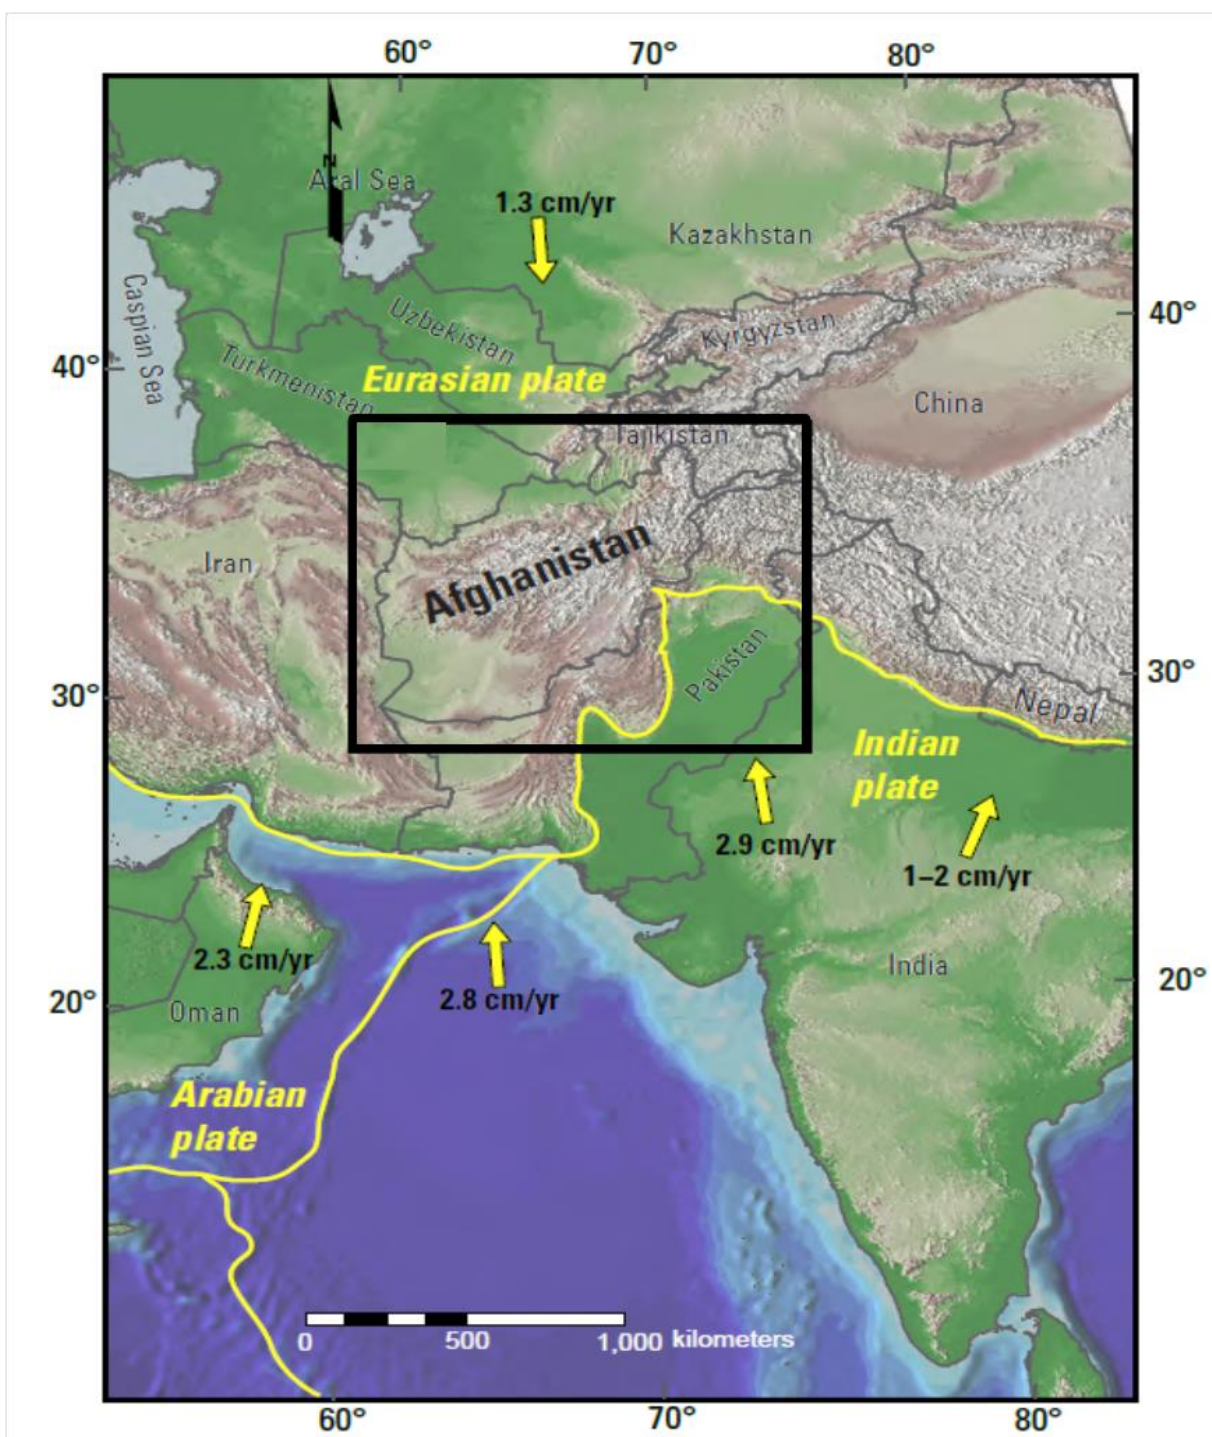 60°
70°
80°
N
Aral Sea
1.3 cm/yr
Kazakhstan
Caspian Sea
Uzbekistan
Kyrgyzstan
40°
40°
Turkmenistan
Eurasian plate
China
Tajikistan
Iran
Afghanistan
Pakistan
30°
30°
Nepal
Indian
plate
2.9 cm/yr
1–2 cm/yr
2.3 cm/yr
India
20°
20°
2.8 cm/yr
Oman
Arabian
plate
0
500
1,000 kilometers
60°
70°
80°